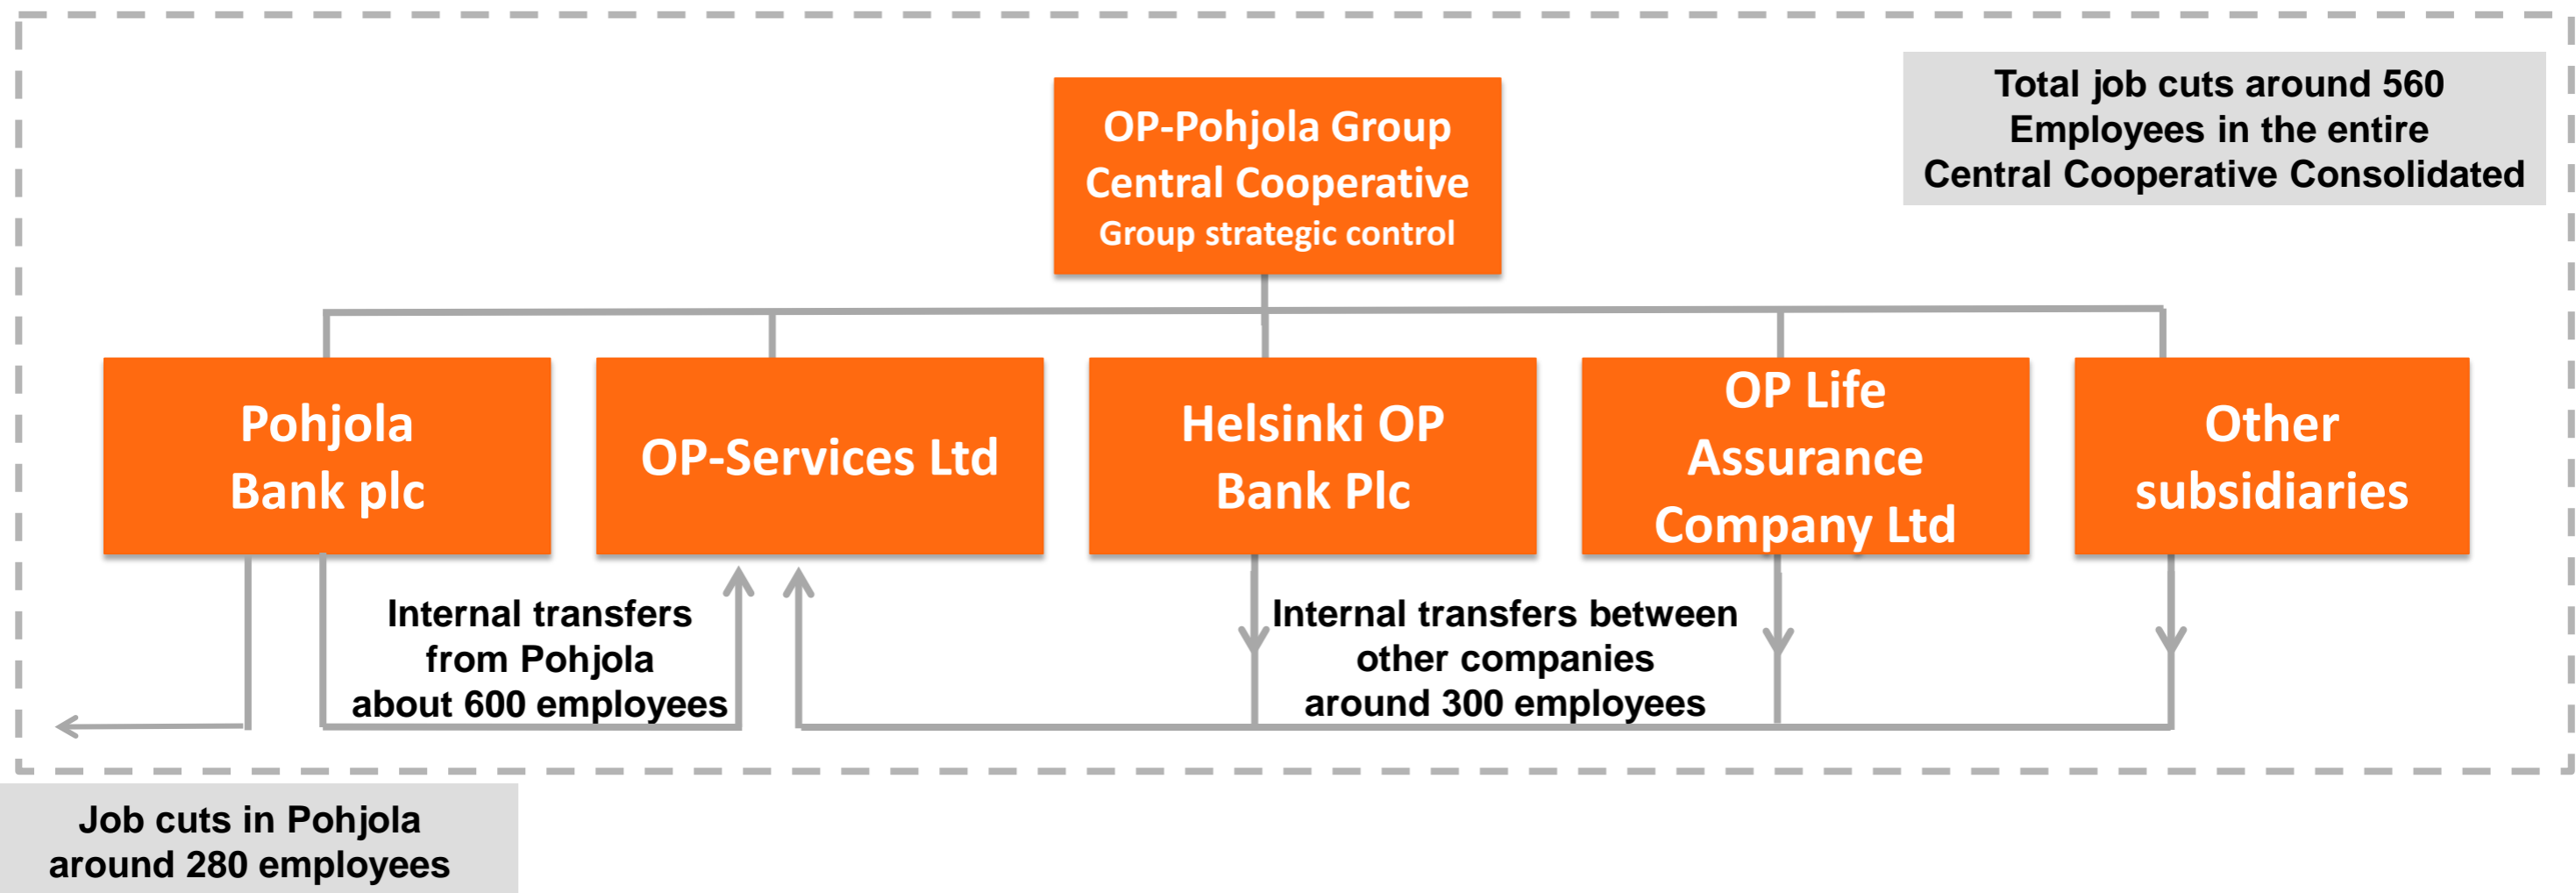 Total job cuts around 560
Employees in the entire
Central Cooperative Consolidated
OP-Pohjola Group
Central Cooperative
Group strategic control
Pohjola
Bank plc
OP-Services Ltd
Helsinki OP
Bank Plc
OP Life
Assurance
Company Ltd
Other
subsidiaries
Internal transfers
from Pohjola
about 600 employees
Internal transfers between
other companies
around 300 employees
Job cuts in Pohjola
around 280 employees